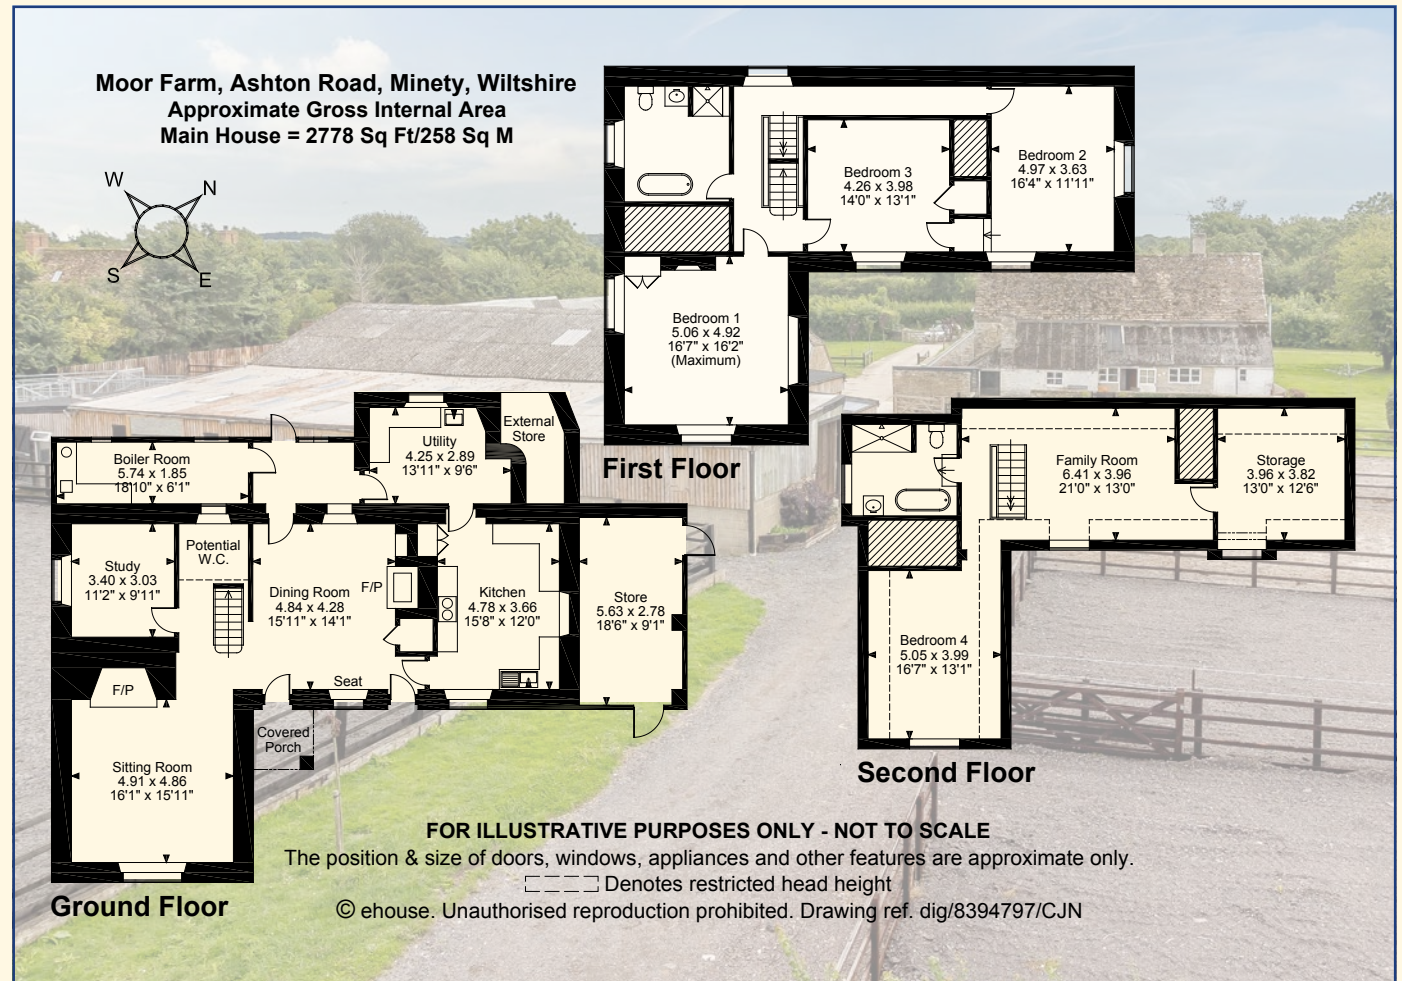 Moor Farm, Ashton Road, Minety, Wiltshire
Approximate Gross Internal Area
Main House = 2778 Sq Ft/258 Sq M
W
N
S
E
Bedroom 3
4.26 x 3.98
14'0" x 13'1"
Bedroom 2
4.97 x 3.63
16'4" x 11'11"
Bedroom 1
5.06 x 4.92
16'7" x 16'2"
(Maximum)
First Floor
Boiler Room
5.74 x 1.85
18'10" x 6'1"
Utility
4.25 x 2.89
13'11" x 9'6"
External
Store
Study
3.40 x 3.03
11'2" x 9'11"
Potential
W.C.
Dining Room
4.84 x 4.28
15'11" x 14'1"
F/P
Kitchen
4.78 x 3.66
15'8" x 12'0"
Store
5.63 x 2.78
18'6" x 9'1"
Seat
F/P
Covered
Porch
Sitting Room
4.91 x 4.86
16'1" x 15'11"
Ground Floor
Family Room
6.41 x 3.96
21'0" x 13'0"
Storage
3.96 x 3.82
13'0" x 12'6"
Bedroom 4
5.05 x 3.99
16'7" x 13'1"
Second Floor
FOR ILLUSTRATIVE PURPOSES ONLY - NOT TO SCALE
The position & size of doors, windows, appliances and other features are approximate only.
Denotes restricted head height
© ehouse. Unauthorised reproduction prohibited. Drawing ref. dig/8394797/CJN